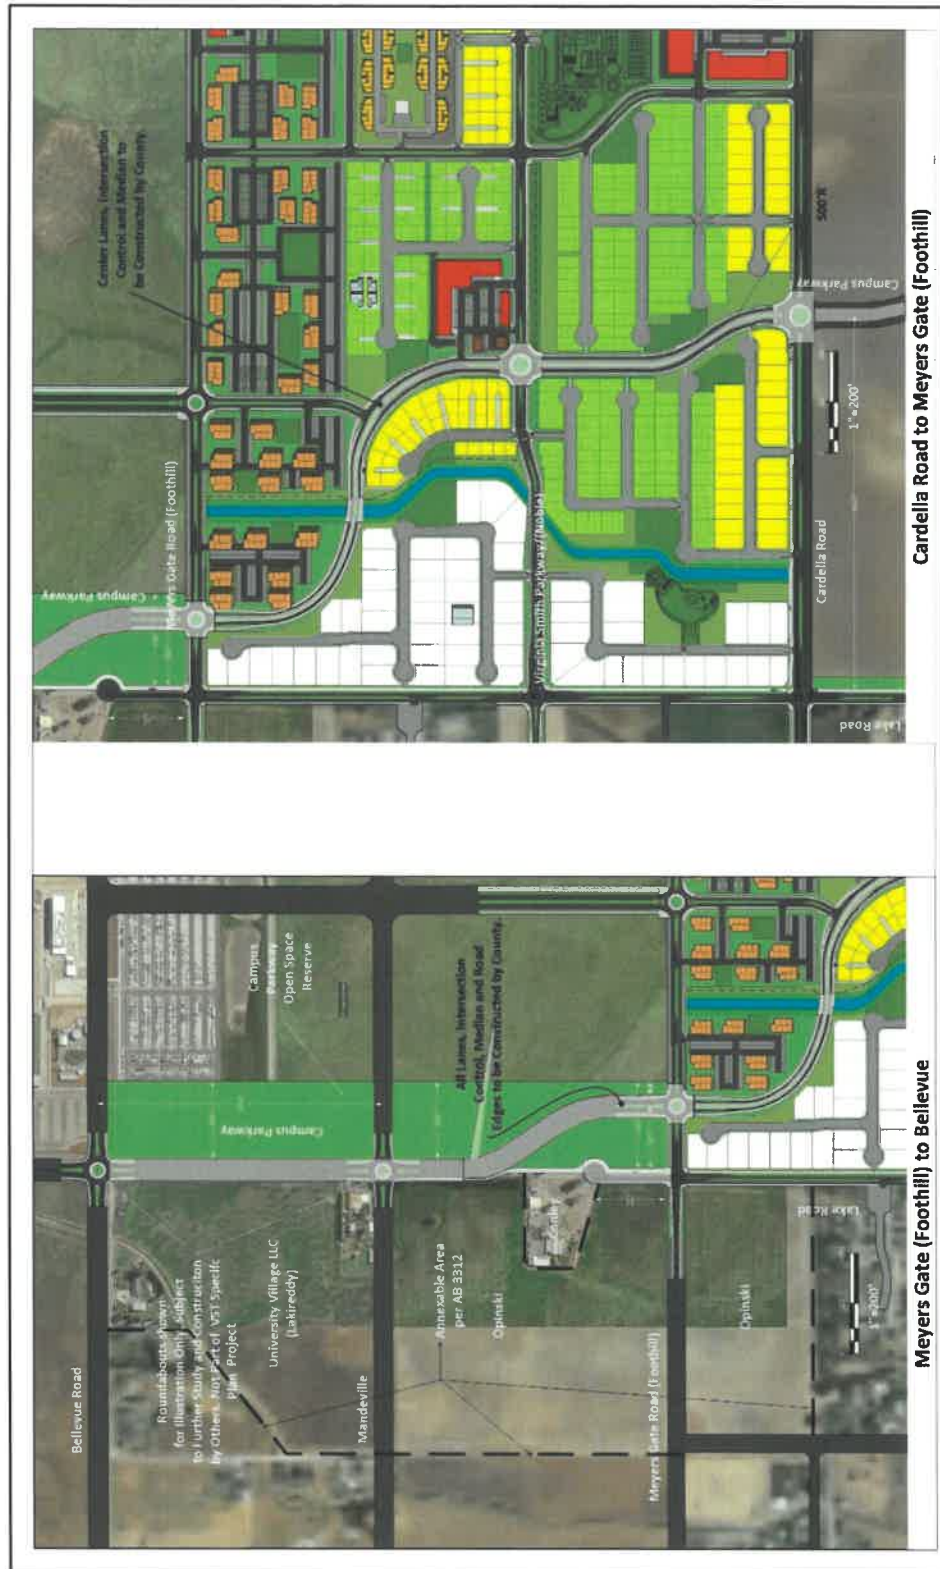 Bellevue Road
Roundabouts shown
for Illustration Only, subject
to Further Study and construction
by Others. Not Part of VST Specific
Plan Project
University Village LLC
(Lakireddy)
Mandeville
Annexable Area
per AB 3312
Opinski
Meyers Gate Road (Foothill)
Opinski
Lake Road
1"=200'
Campus Parkway
Campus
Parkway
Open Space
Reserve
All Lanes, Intersection
Control, Median and Road
Edges to be Constructed by County.
Meyers Gate (Foothill) to Bellevue
Center Lanes, Intersection
Control and Median to
be Constructed by County.
Campus Parkway
Meyers Gate Road (Foothill)
Virginia Smith Parkway/(Noble)
Cardella Road
Lake Road
500'R
Campus Parkway
1"=200'
Cardella Road to Meyers Gate (Foothill)